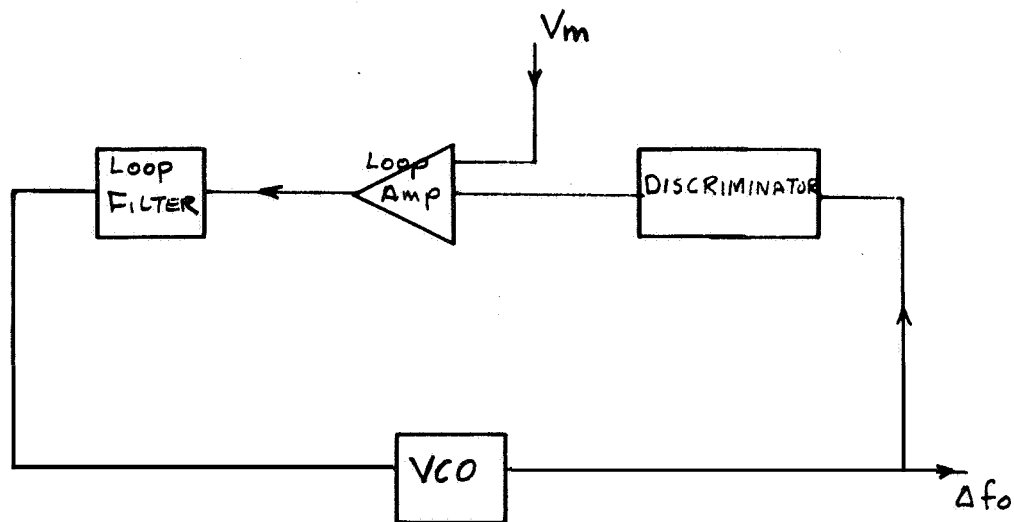 Vm
Loop
FILTER
Loop
Amp
DISCRIMINATOR
VCO
Δfo